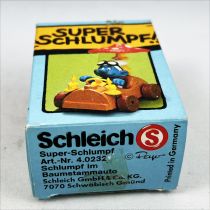 SUPER
SCHLUMPF!
Schleich S
Super-Schlumpf
Art.-Nr. 4.0232
© Peyo
Schlumpf im
Baumstammauto
Schleich GmbH & Co. KG.
7070 Schwäbisch Gmünd
Printed in Germany